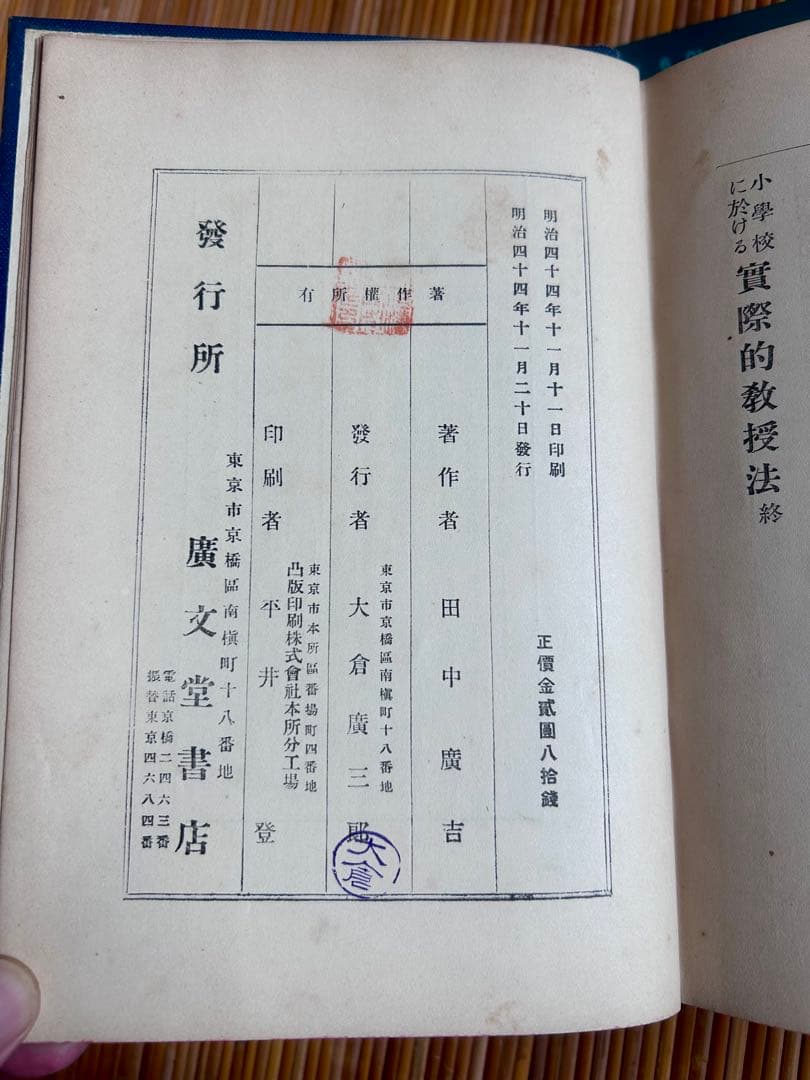 小學校
に於ける
實際的教授法 終
明治四十四年十一月十一日印刷
明治四十四年十一月二十日發行
正價金貳圓八拾錢
著作權所有
著作者 田中廣吉
東京市京橋區南槇町十八番地
發行者 大倉廣三郎
大倉
東京市本所區番場町四番地
凸版印刷株式會社本所分工場
印刷者 平井登
發行所
東京市京橋區南槇町十八番地
廣文堂書店
電話京橋二四六三番
振替東京四六八四番